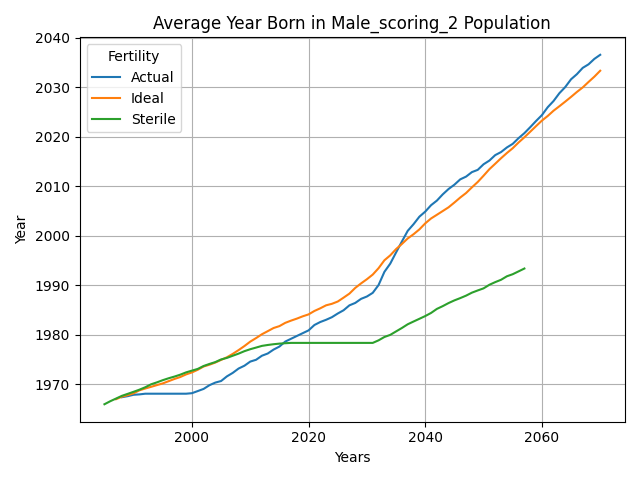 Average Year Born in Male_scoring_2 Population
Fertility
Actual
Ideal
Sterile
Year
2040
2030
2020
2010
2000
1990
1980
1970
2000 2020 2040 2060
Years